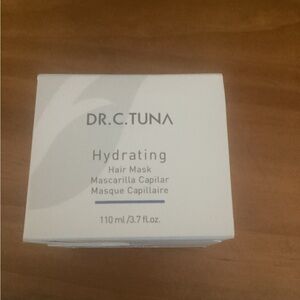 DR.C.TUNA
Hydrating
Hair Mask
Mascarilla Capilar
Masque Capillaire
110 ml /3.7 fl.oz.